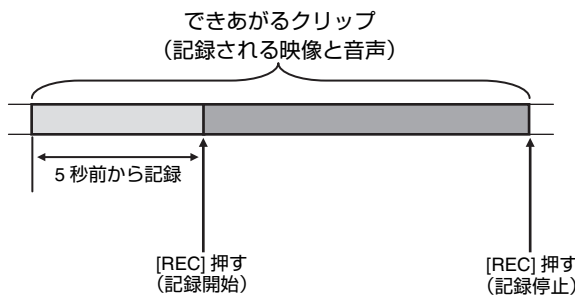 できあがるクリップ
（記録される映像と音声）
5 秒前から記録
[REC] 押す
（記録開始）
[REC] 押す
（記録停止）